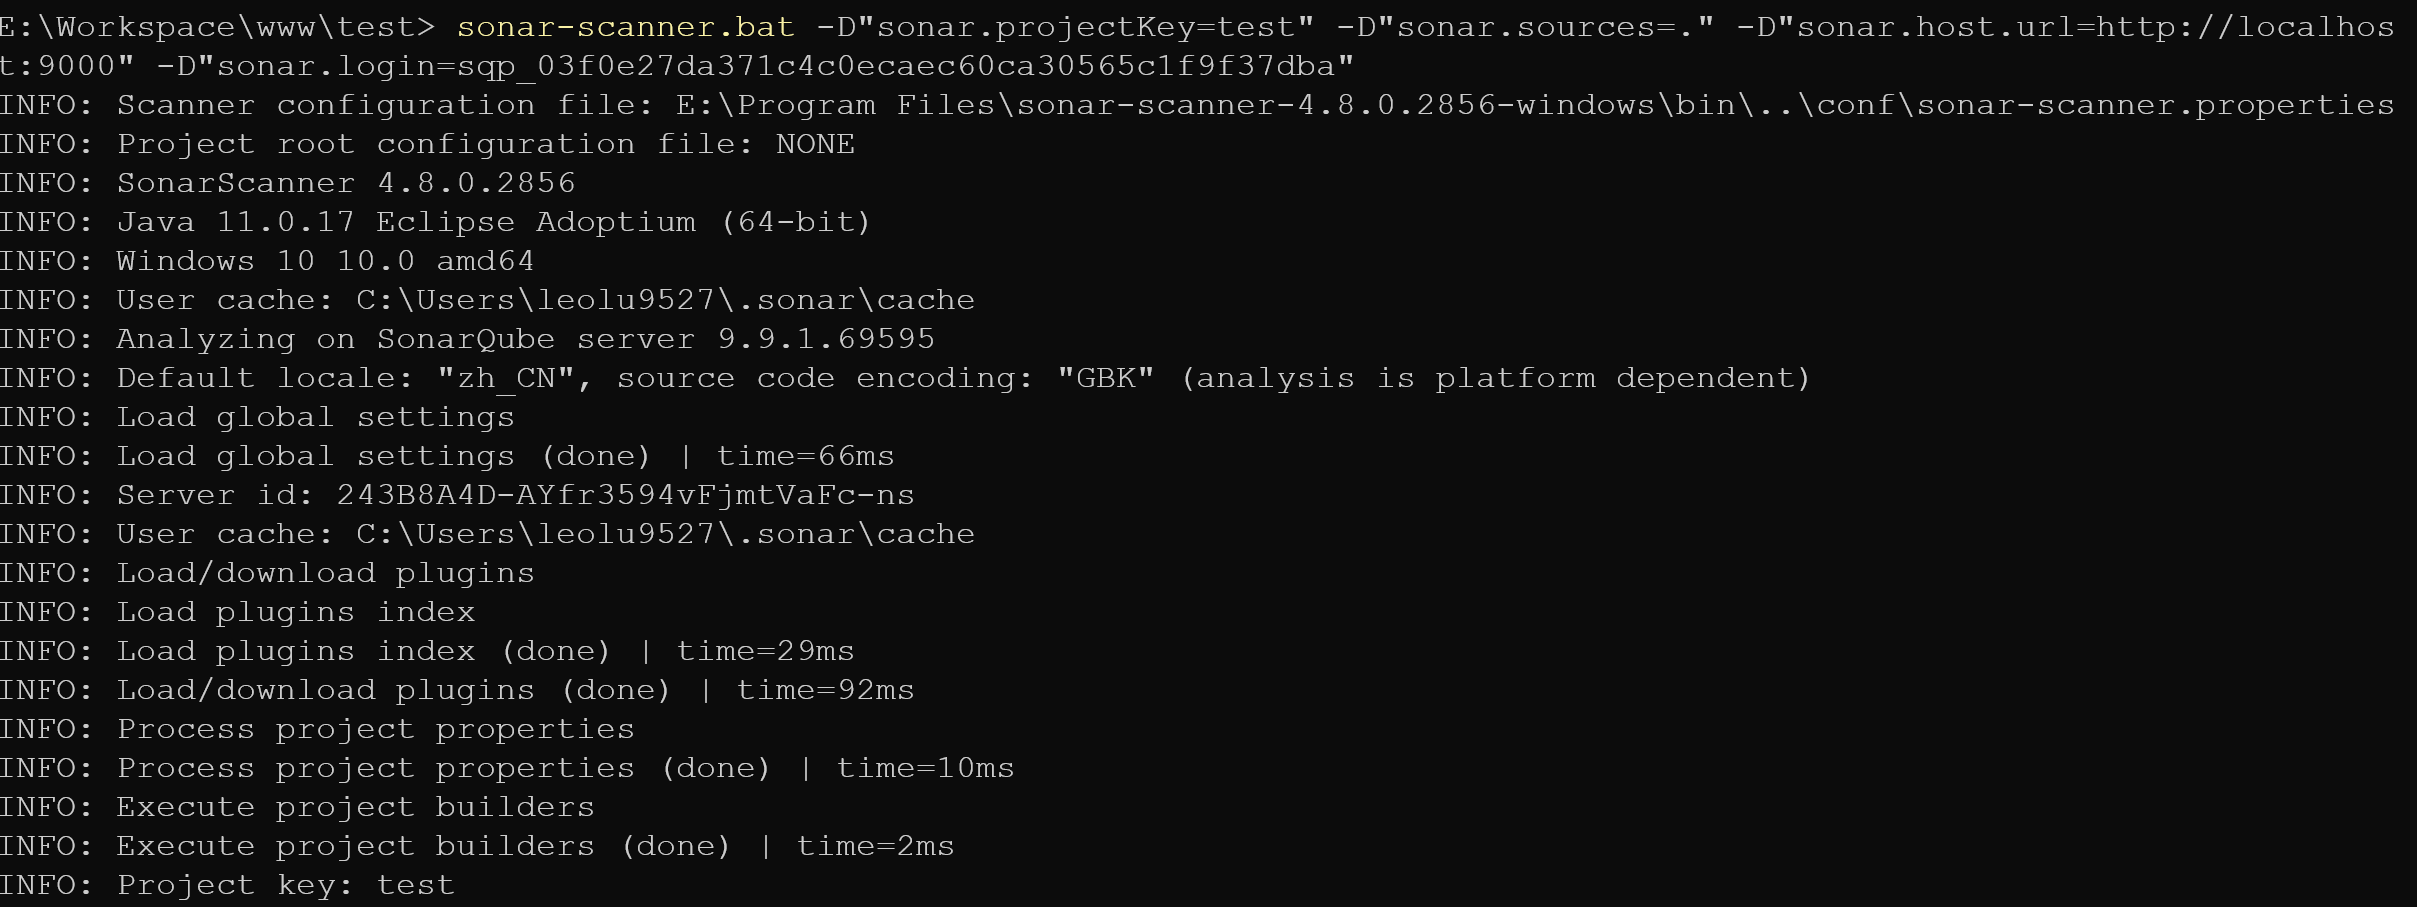 E:\Workspace\www\test> sonar-scanner.bat -D"sonar.projectKey=test" -D"sonar.sources=." -D"sonar.host.url=http://localhos
t:9000" -D"sonar.login=sqp_03f0e27da371c4c0ecaec60ca30565c1f9f37dba"
INFO: Scanner configuration file: E:\Program Files\sonar-scanner-4.8.0.2856-windows\bin\..\conf\sonar-scanner.properties
INFO: Project root configuration file: NONE
INFO: SonarScanner 4.8.0.2856
INFO: Java 11.0.17 Eclipse Adoptium (64-bit)
INFO: Windows 10 10.0 amd64
INFO: User cache: C:\Users\leolu9527\.sonar\cache
INFO: Analyzing on SonarQube server 9.9.1.69595
INFO: Default locale: "zh_CN", source code encoding: "GBK" (analysis is platform dependent)
INFO: Load global settings
INFO: Load global settings (done) | time=66ms
INFO: Server id: 243B8A4D-AYfr3594vFjmtVaFc-ns
INFO: User cache: C:\Users\leolu9527\.sonar\cache
INFO: Load/download plugins
INFO: Load plugins index
INFO: Load plugins index (done) | time=29ms
INFO: Load/download plugins (done) | time=92ms
INFO: Process project properties
INFO: Process project properties (done) | time=10ms
INFO: Execute project builders
INFO: Execute project builders (done) | time=2ms
INFO: Project key: test